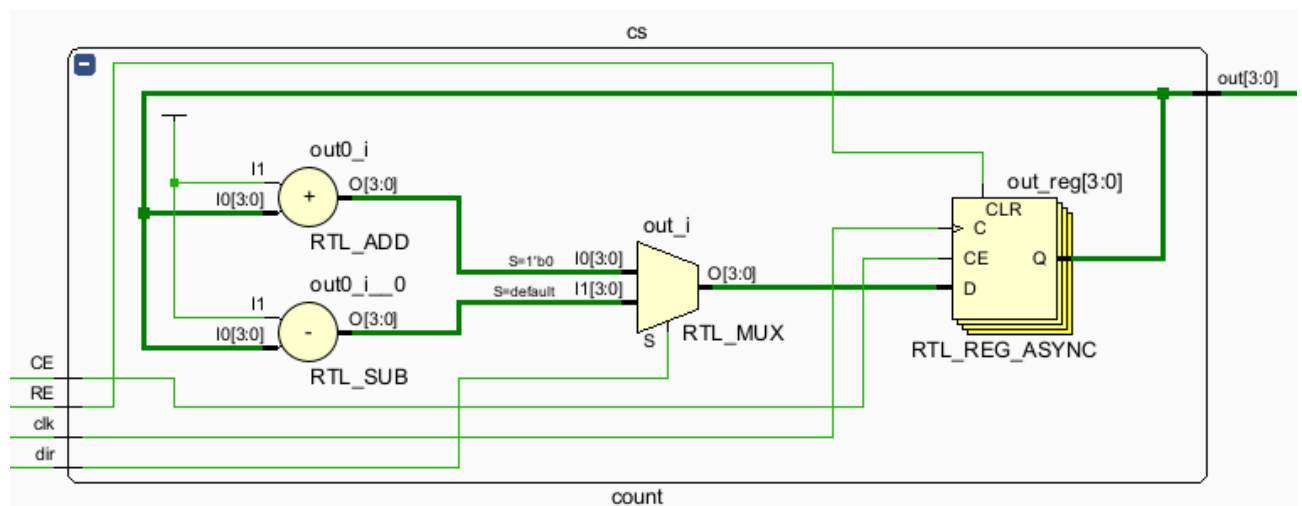 cs
out[3:0]
out0_i
I1
O[3:0]
I0[3:0]
+
RTL_ADD
out0_i__0
I1
O[3:0]
I0[3:0]
-
RTL_SUB
out_i
S=1'b0
I0[3:0]
S=default
I1[3:0]
O[3:0]
S
RTL_MUX
out_reg[3:0]
CLR
C
CE
Q
D
RTL_REG_ASYNC
CE
RE
clk
dir
count